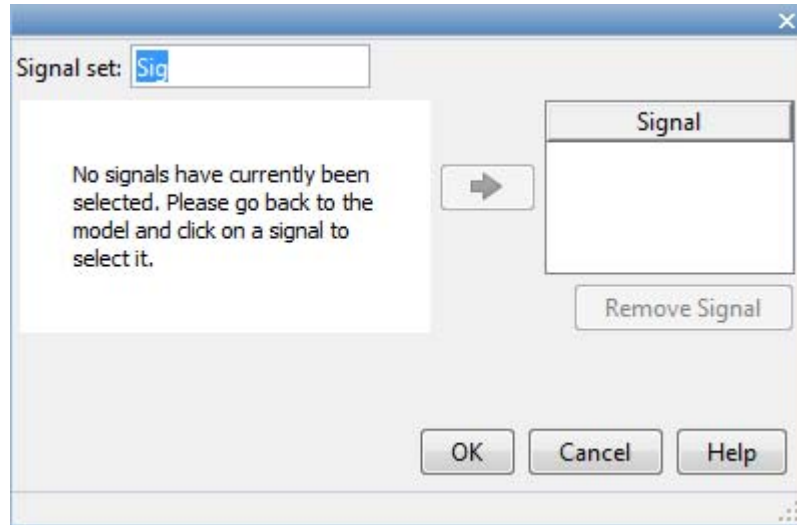 Signal set: Sig
Signal
No signals have currently been
selected. Please go back to the
model and click on a signal to
select it.
Remove Signal
OK Cancel Help